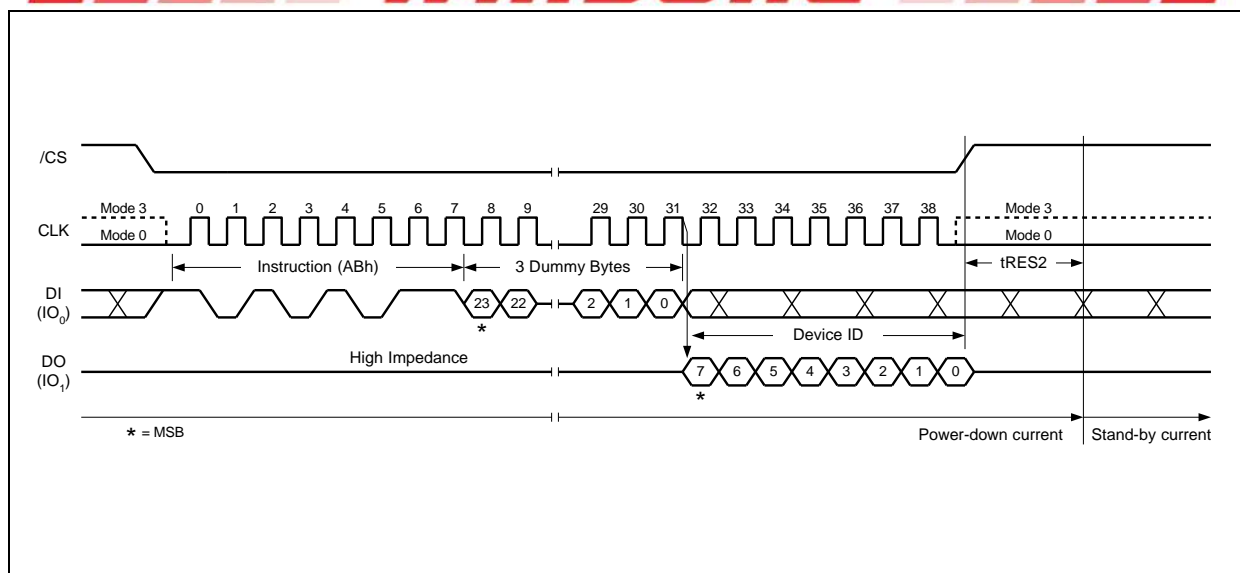 /CS
Mode 3
0 1 2 3 4 5 6 7 8 9 29 30 31 32 33 34 35 36 37 38
Mode 3
CLK
Mode 0
Mode 0
Instruction (ABh)
3 Dummy Bytes
tRES2
DI
(IO0)
23 22 2 1 0
*
Device ID
High Impedance
DO
(IO1)
7 6 5 4 3 2 1 0
*
* = MSB
Power-down current
Stand-by current